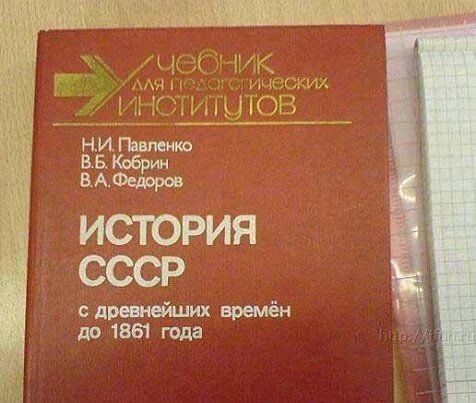 Учебник
для педагогических
институтов
Н.И. Павленко
В.Б. Кобрин
В.А. Федоров
ИСТОРИЯ
СССР
с древнейших времён
до 1861 года